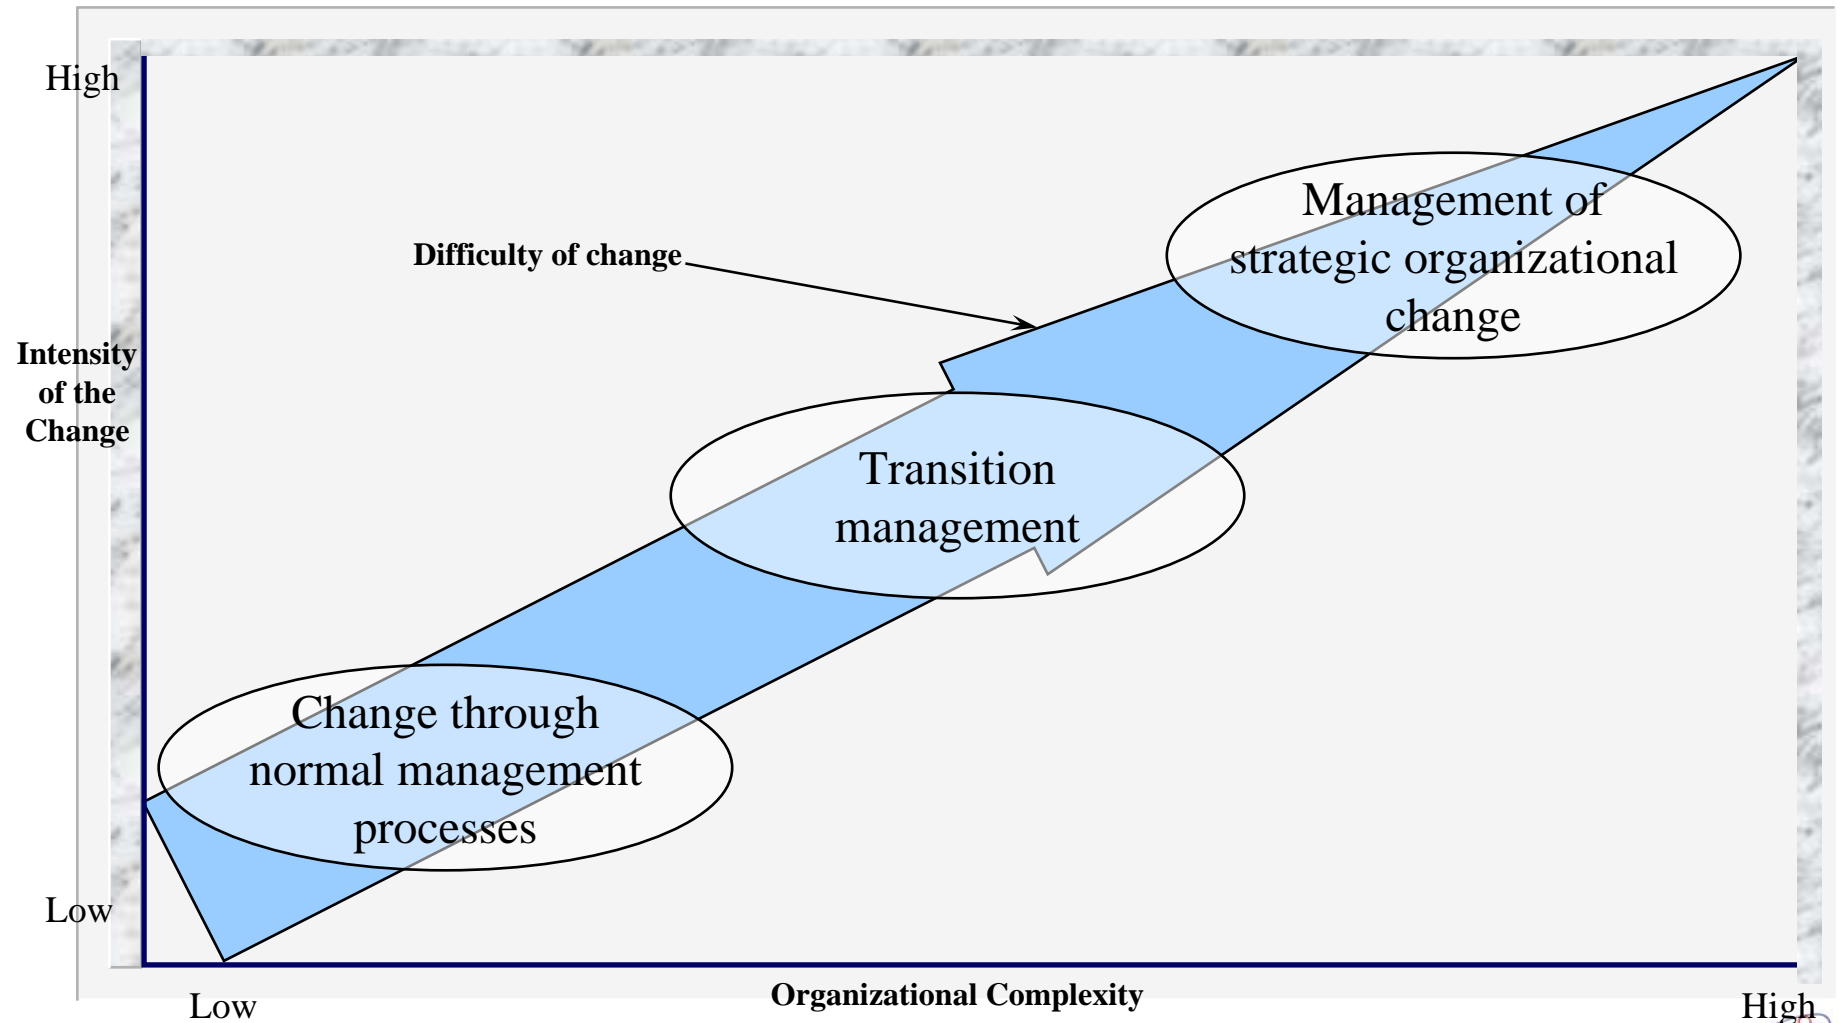 High
Difficulty of change
Management of
strategic organizational
change
Intensity
of the
Change
Transition
management
Change through
normal management
processes
Low
Low
Organizational Complexity
High